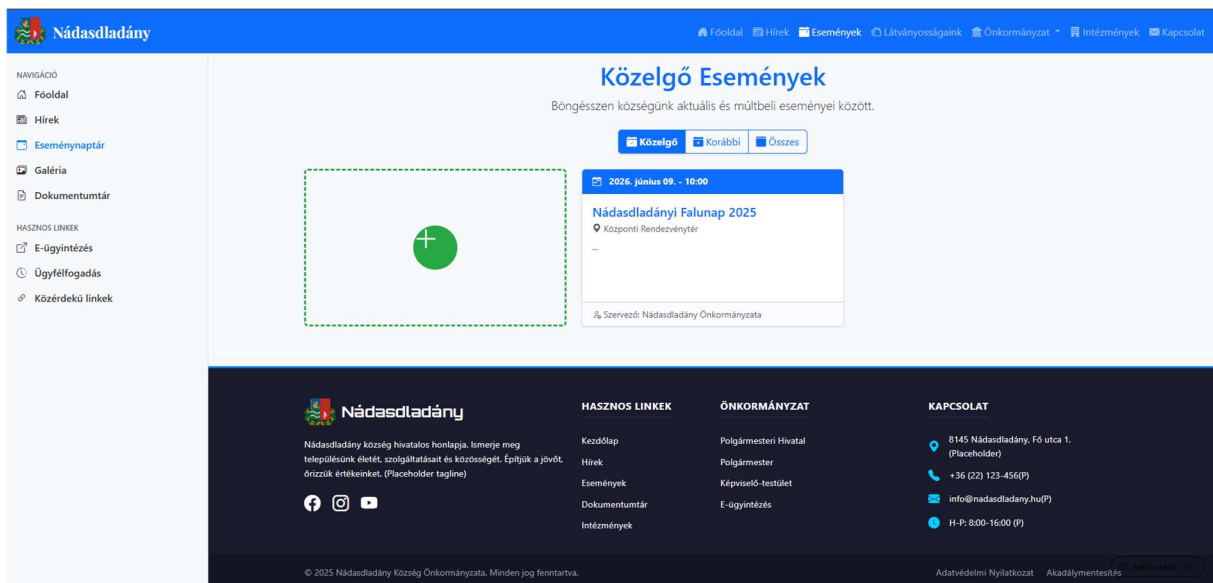 Nádasdladány
Főoldal Hírek Események Látványosságaink Önkormányzat Intézmények Kapcsolat
NAVIGÁCIÓ
Főoldal
Hírek
Eseménynaptár
Galéria
Dokumentumtár
HASZNOS LINKEK
E-ügyintézés
Ügyfélfogadás
Közérdekű linkek
Közelgő Események
Böngésszen községünk aktuális és múltbeli eseményei között.
Közelgő Korábbi Összes
2026. június 09. - 10:00
Nádasdladányi Falunap 2025
Központi Rendezvénytér
...
Szervező: Nádasdladány Önkormányzata
Nádasdladány
Nádasdladány község hivatalos honlapja. Ismerje meg
településünk életét, szolgáltatásait és közösségét. Építjük a jövőt,
őrizzük értékeinket. (Placeholder tagline)
HASZNOS LINKEK
Kezdőlap
Hírek
Események
Dokumentumtár
Intézmények
ÖNKORMÁNYZAT
Polgármesteri Hivatal
Polgármester
Képviselő-testület
E-ügyintézés
KAPCSOLAT
8145 Nádasdladány, Fő utca 1.
(Placeholder)
+36 (22) 123-456(P)
info@nadasdladany.hu(P)
H-P: 8:00-16:00 (P)
© 2025 Nádasdladány Község Önkormányzata. Minden jog fenntartva.
Adatvédelmi Nyilatkozat Akadálymentesítés
Admin Mód